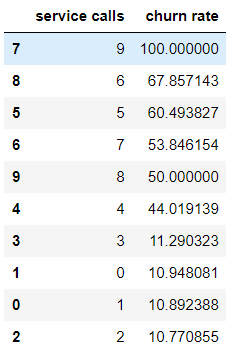 service calls churn rate
7 9 100.000000
8 6 67.857143
5 5 60.493827
6 7 53.846154
9 8 50.000000
4 4 44.019139
3 3 11.290323
1 0 10.948081
0 1 10.892388
2 2 10.770855